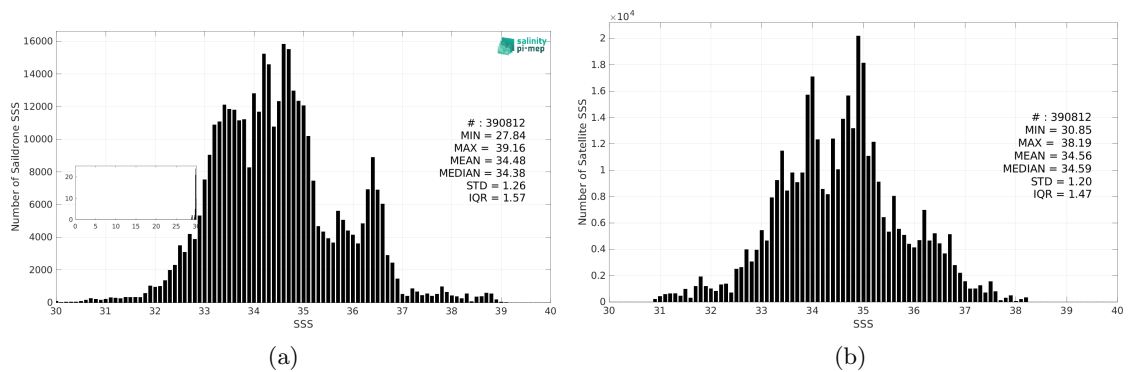 salinity
pi-mep
Number of Saildrone SSS
16000
14000
12000
10000
8000
6000
4000
2000
0
# : 390812
MIN = 27.84
MAX = 39.16
MEAN = 34.48
MEDIAN = 34.38
STD = 1.26
IQR = 1.57
20
10
0
0 5 10 15 20 25 30
30 31 32 33 34 35 36 37 38 39 40
SSS
(a)
×10⁴
Number of Satellite SSS
2
1.8
1.6
1.4
1.2
1
0.8
0.6
0.4
0.2
0
# : 390812
MIN = 30.85
MAX = 38.19
MEAN = 34.56
MEDIAN = 34.59
STD = 1.20
IQR = 1.47
30 31 32 33 34 35 36 37 38 39 40
SSS
(b)